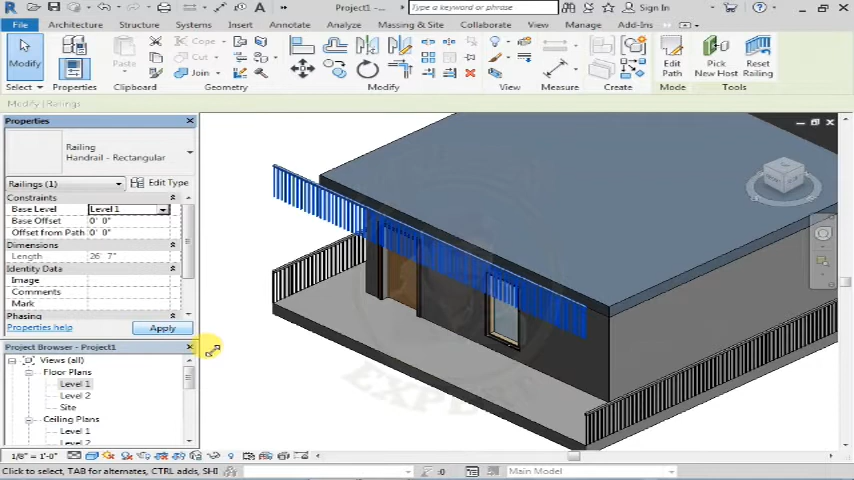 Project1 -
Type a keyword or phrase
Sign In
File Architecture Structure Systems Insert Annotate Analyze Massing & Site Collaborate View Manage Add-Ins
Modify
Properties
Paste
Cope
Cut
Join
Edit Path
Pick New Host
Reset Railing
Select Properties Clipboard Geometry Modify View Measure Create Mode Tools
Modify | Railings
Properties
Railing
Handrail - Rectangular
Railings (1)
Edit Type
Constraints
Base Level Level 1
Base Offset 0' 0"
Offset from Path 0' 0"
Dimensions
Length 26' 7"
Identity Data
Image
Comments
Mark
Phasing
Properties help
Apply
Project Browser - Project1
Views (all)
Floor Plans
Level 1
Level 2
Site
Ceiling Plans
Level 1
Level 2
EXPERT
1/8" = 1'-0"
Click to select, TAB for alternates, CTRL adds, SHI
:0
Main Model